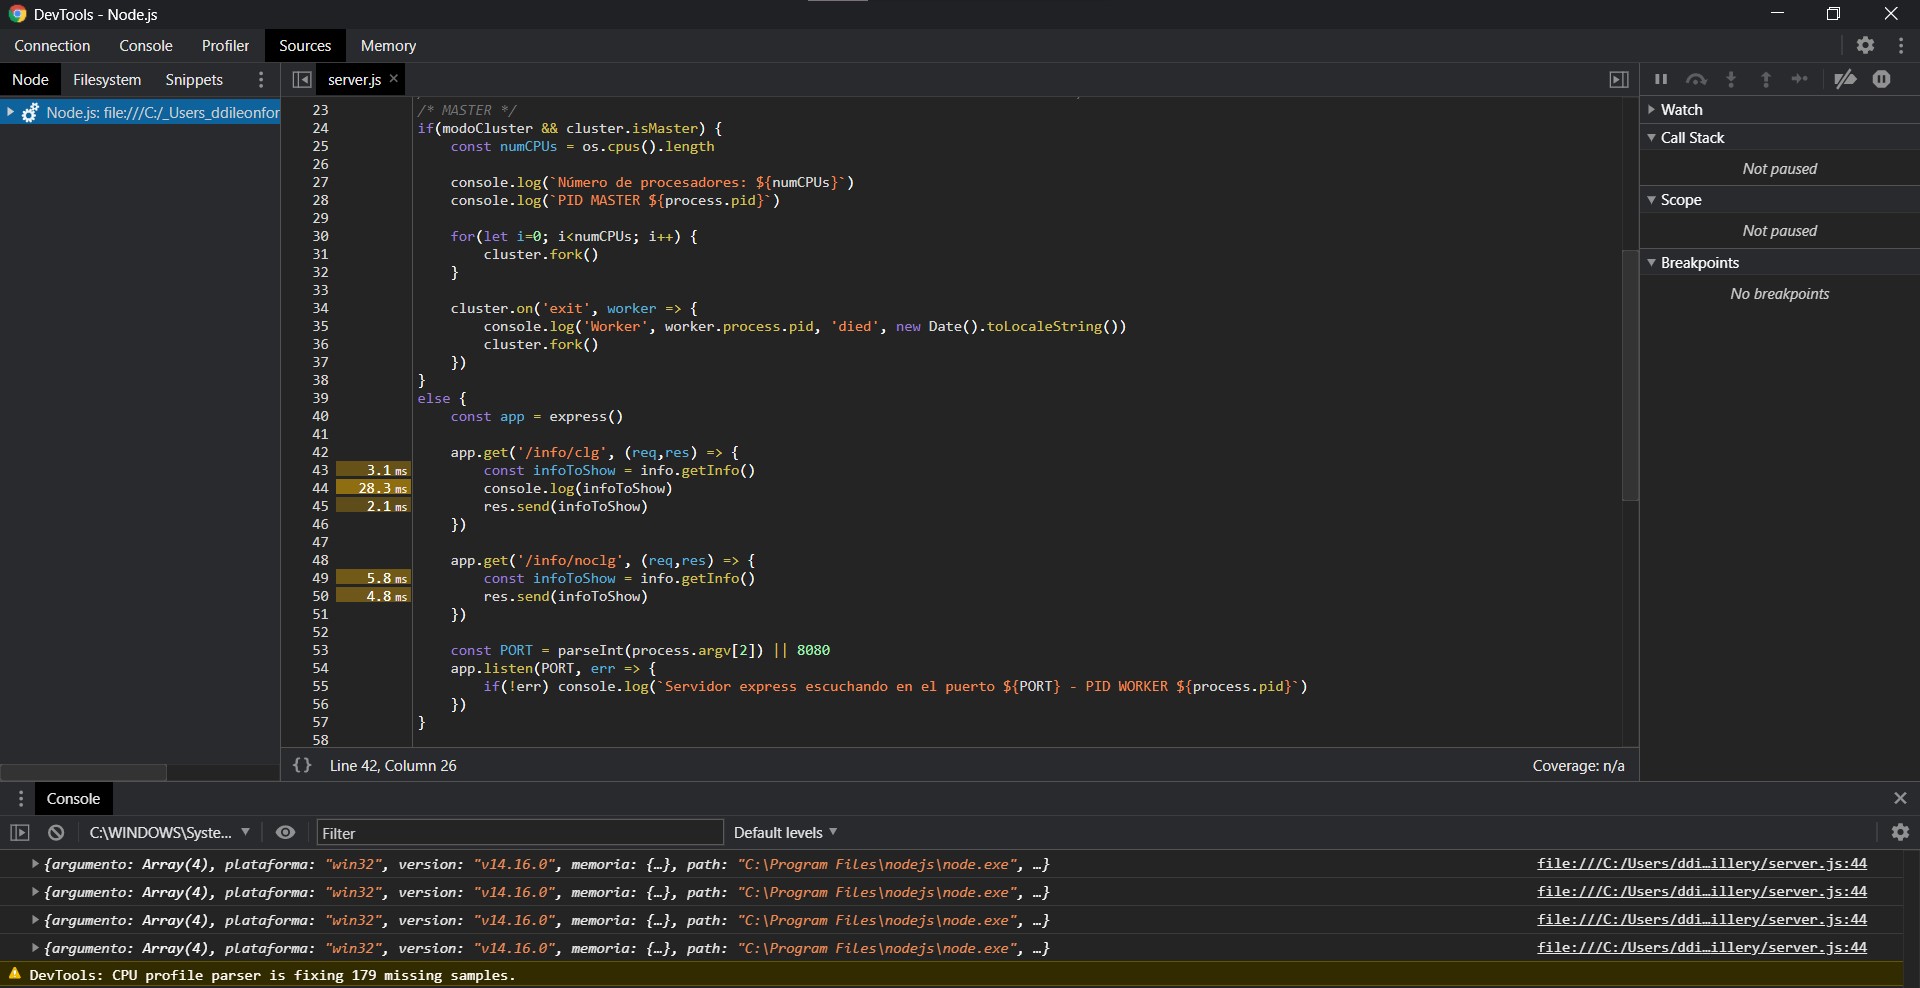 DevTools - Node.js
Connection Console Profiler Sources Memory
Node Filesystem Snippets
server.js
Node.js: file:///C:/_Users_ddileonfor
23 /* MASTER */
24 if(modoCluster && cluster.isMaster) {
25 const numCPUs = os.cpus().length
26
27 console.log(`Número de procesadores: ${numCPUs}`)
28 console.log(`PID MASTER ${process.pid}`)
29
30 for(let i=0; i<numCPUs; i++) {
31 cluster.fork()
32 }
33
34 cluster.on('exit', worker => {
35 console.log('Worker', worker.process.pid, 'died', new Date().toLocaleString())
36 cluster.fork()
37 })
38 }
39 else {
40 const app = express()
41
42 app.get('/info/clg', (req,res) => {
43 3.1 ms const infoToShow = info.getInfo()
44 28.3 ms console.log(infoToShow)
45 2.1 ms res.send(infoToShow)
46 })
47
48 app.get('/info/noclg', (req,res) => {
49 5.8 ms const infoToShow = info.getInfo()
50 4.8 ms res.send(infoToShow)
51 })
52
53 const PORT = parseInt(process.argv[2]) || 8080
54 app.listen(PORT, err => {
55 if(!err) console.log(`Servidor express escuchando en el puerto ${PORT} - PID WORKER ${process.pid}`)
56 })
57 }
58
{} Line 42, Column 26
Coverage: n/a
Watch
Call Stack
Not paused
Scope
Not paused
Breakpoints
No breakpoints
Console
C:\WINDOWS\Syste... Filter Default levels
{argumento: Array(4), plataforma: "win32", version: "v14.16.0", memoria: {…}, path: "C:\Program Files\nodejs\node.exe", …} file:///C:/Users/ddi…illery/server.js:44
{argumento: Array(4), plataforma: "win32", version: "v14.16.0", memoria: {…}, path: "C:\Program Files\nodejs\node.exe", …} file:///C:/Users/ddi…illery/server.js:44
{argumento: Array(4), plataforma: "win32", version: "v14.16.0", memoria: {…}, path: "C:\Program Files\nodejs\node.exe", …} file:///C:/Users/ddi…illery/server.js:44
{argumento: Array(4), plataforma: "win32", version: "v14.16.0", memoria: {…}, path: "C:\Program Files\nodejs\node.exe", …} file:///C:/Users/ddi…illery/server.js:44
DevTools: CPU profile parser is fixing 179 missing samples.